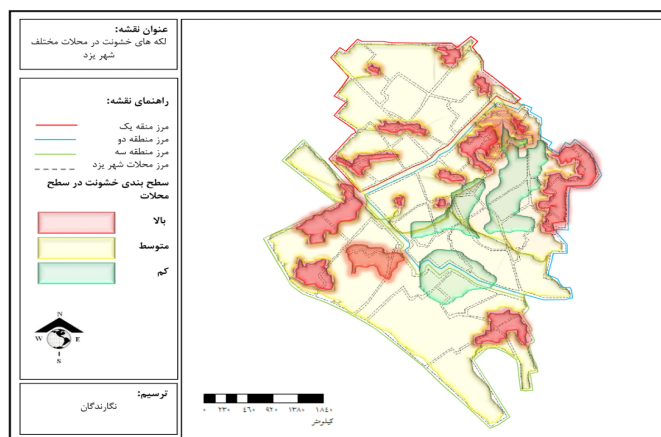 عنوان نقشه:
لکه های خشونت در محلات مختلف
شهر یزد
راهنمای نقشه:
مرز منقه یک
مرز منطقه دو
مرز منطقه سه
مرز محلات شهر یزد
سطح بندی خشونت در سطح
محلات
بالا
متوسط
کم
N
W E
S
ترسیم:
نگارندگان
۰ ۲۳۰ ۴۶۰ ۹۲۰ ۱۳۸۰ ۱۸۴۰
کیلومتر